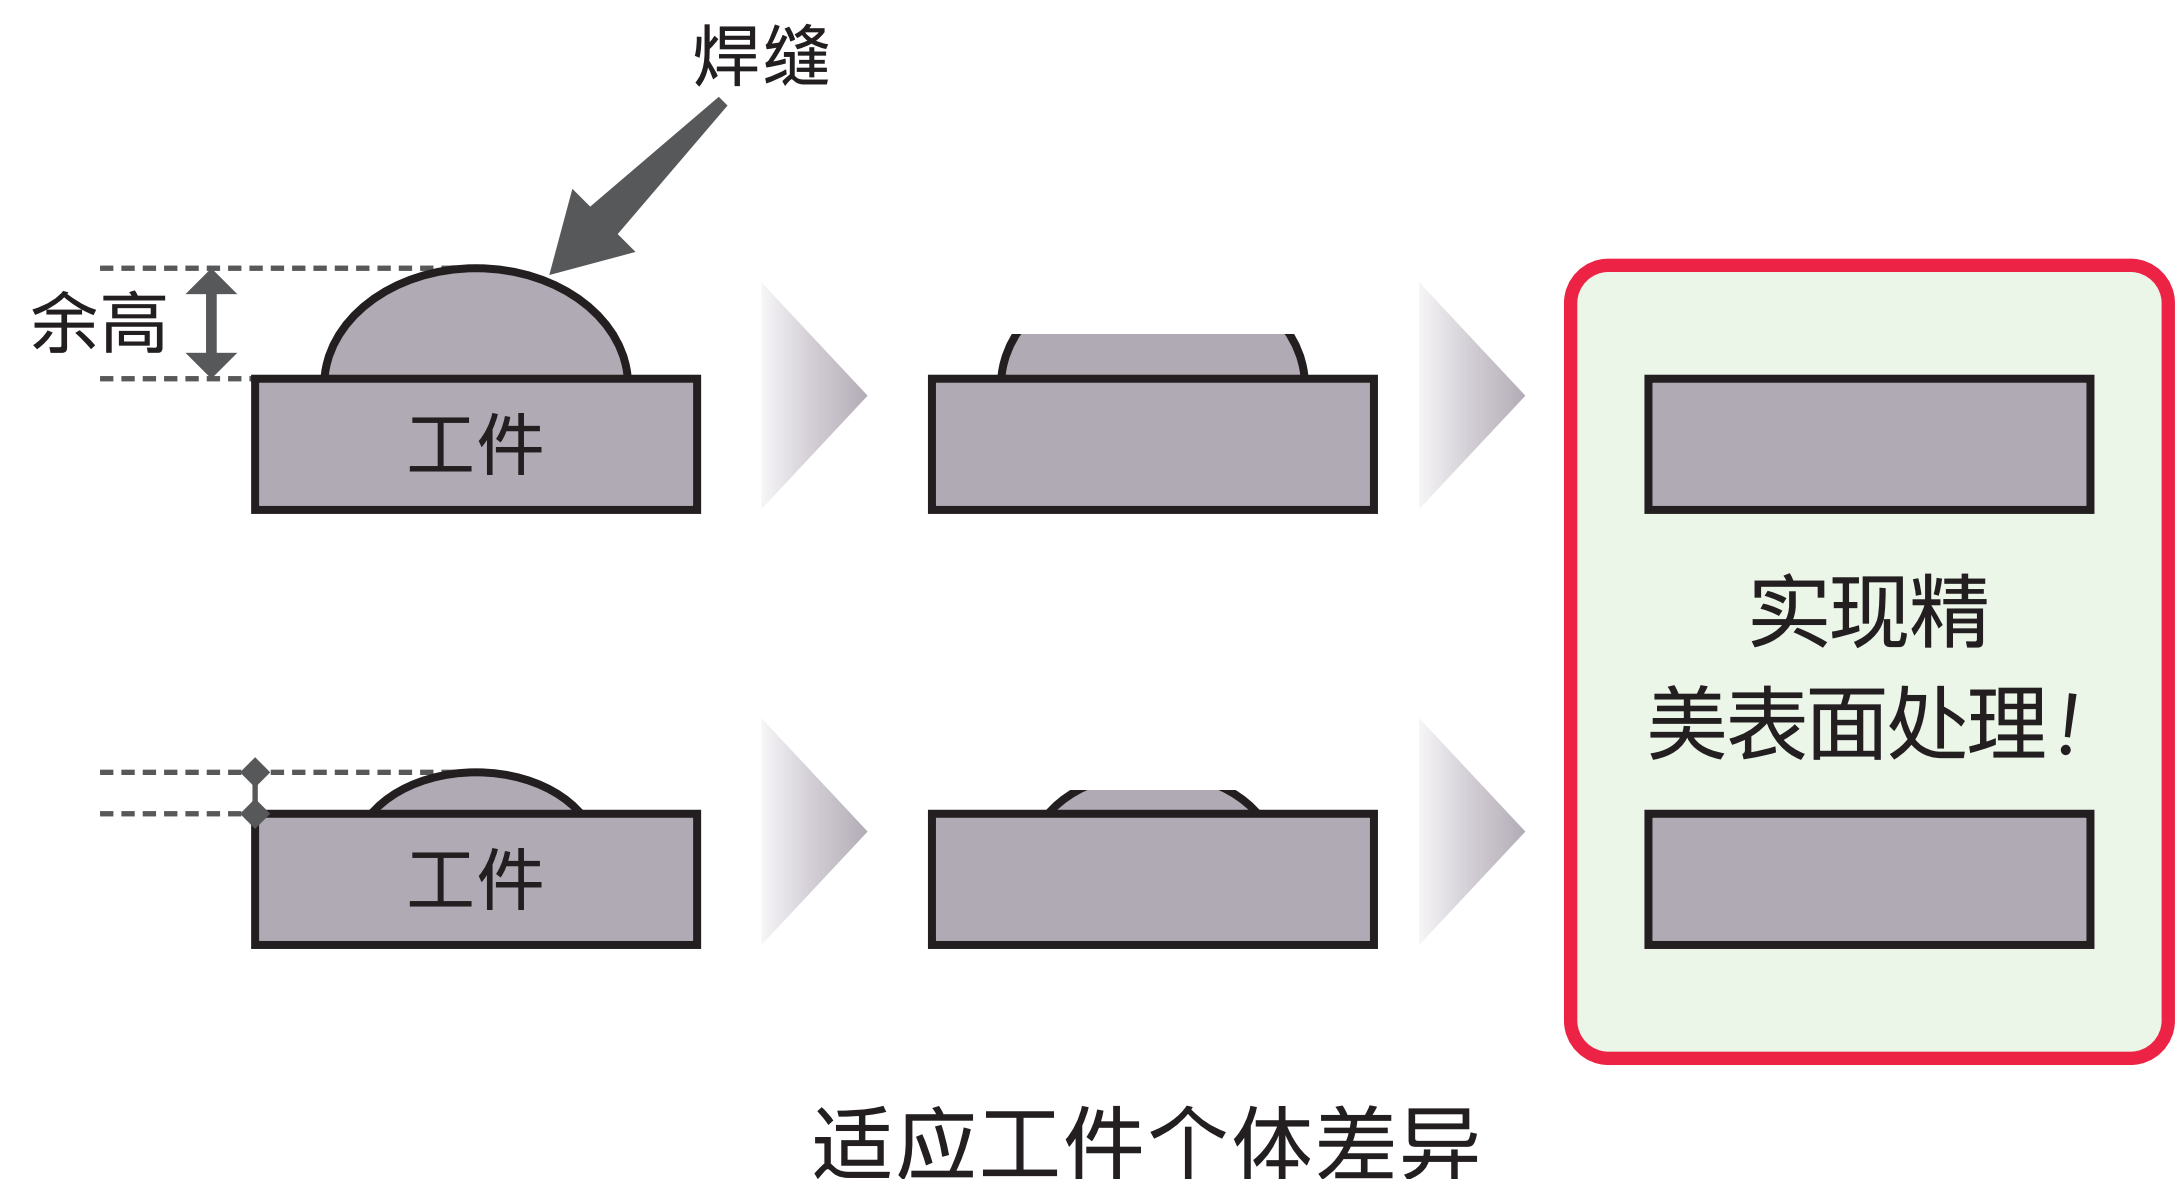 焊缝
余高
工件
实现精
美表面处理！
工件
适应工件个体差异